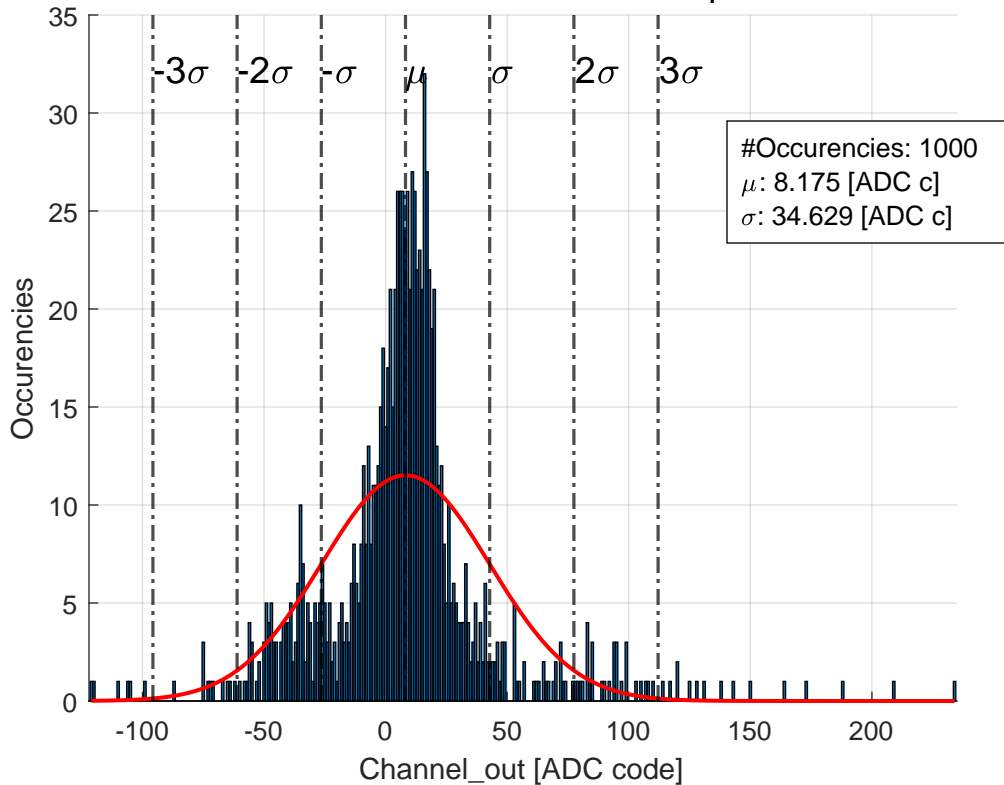 35
30
25
20
15
10
5
0
Occurencies
-3σ -2σ -σ μ σ 2σ 3σ
#Occurencies: 1000
μ: 8.175 [ADC c]
σ: 34.629 [ADC c]
-100 -50 0 50 100 150 200
Channel_out [ADC code]